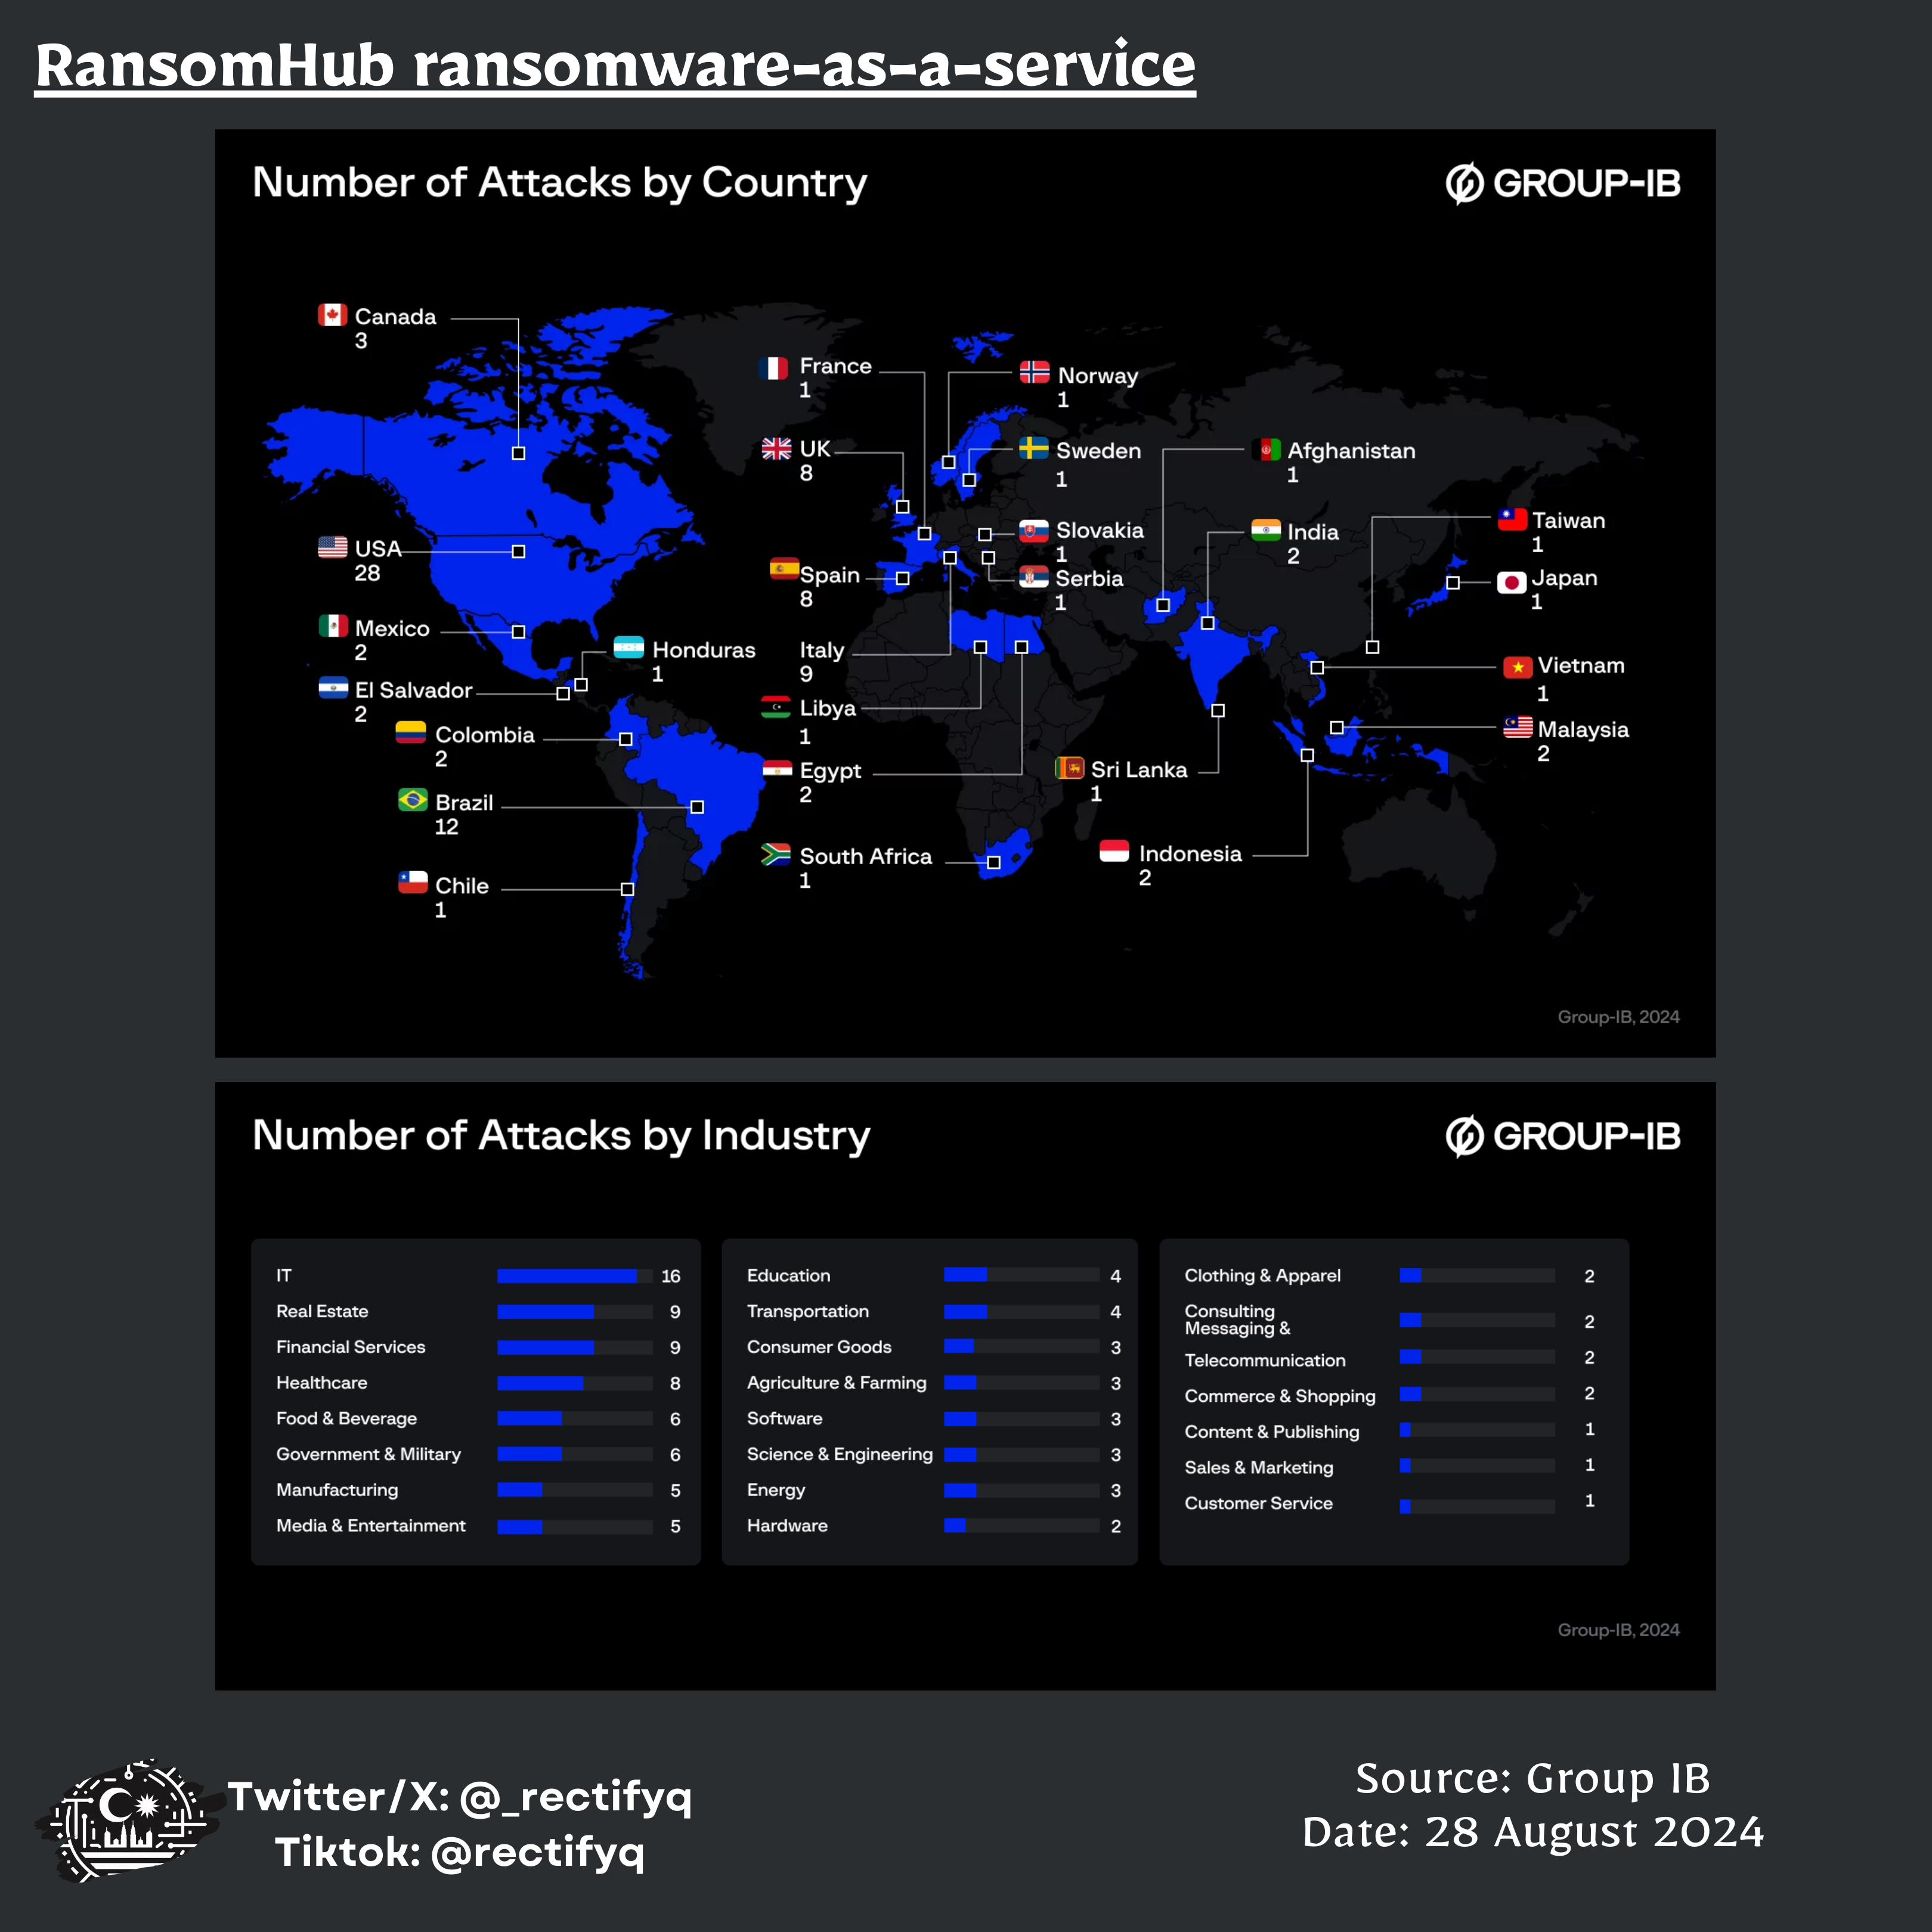 RansomHub ransomware-as-a-service
Number of Attacks by Country
GROUP-IB
Canada
3
France
1
Norway
1
UK
8
Sweden
1
Afghanistan
1
USA
28
Spain
8
Slovakia
1
Serbia
1
India
2
Taiwan
1
Japan
1
Mexico
2
Honduras
1
Italy
9
Vietnam
1
El Salvador
2
Libya
1
Malaysia
2
Colombia
2
Egypt
2
Sri Lanka
1
Brazil
12
South Africa
1
Indonesia
2
Chile
1
Group-IB, 2024
Number of Attacks by Industry
GROUP-IB
IT 16
Real Estate 9
Financial Services 9
Healthcare 8
Food & Beverage 6
Government & Military 6
Manufacturing 5
Media & Entertainment 5
Education 4
Transportation 4
Consumer Goods 3
Agriculture & Farming 3
Software 3
Science & Engineering 3
Energy 3
Hardware 2
Clothing & Apparel 2
Consulting
Messaging & 2
Telecommunication 2
Commerce & Shopping 2
Content & Publishing 1
Sales & Marketing 1
Customer Service 1
Group-IB, 2024
Twitter/X: @_rectifyq
Tiktok: @rectifyq
Source: Group IB
Date: 28 August 2024